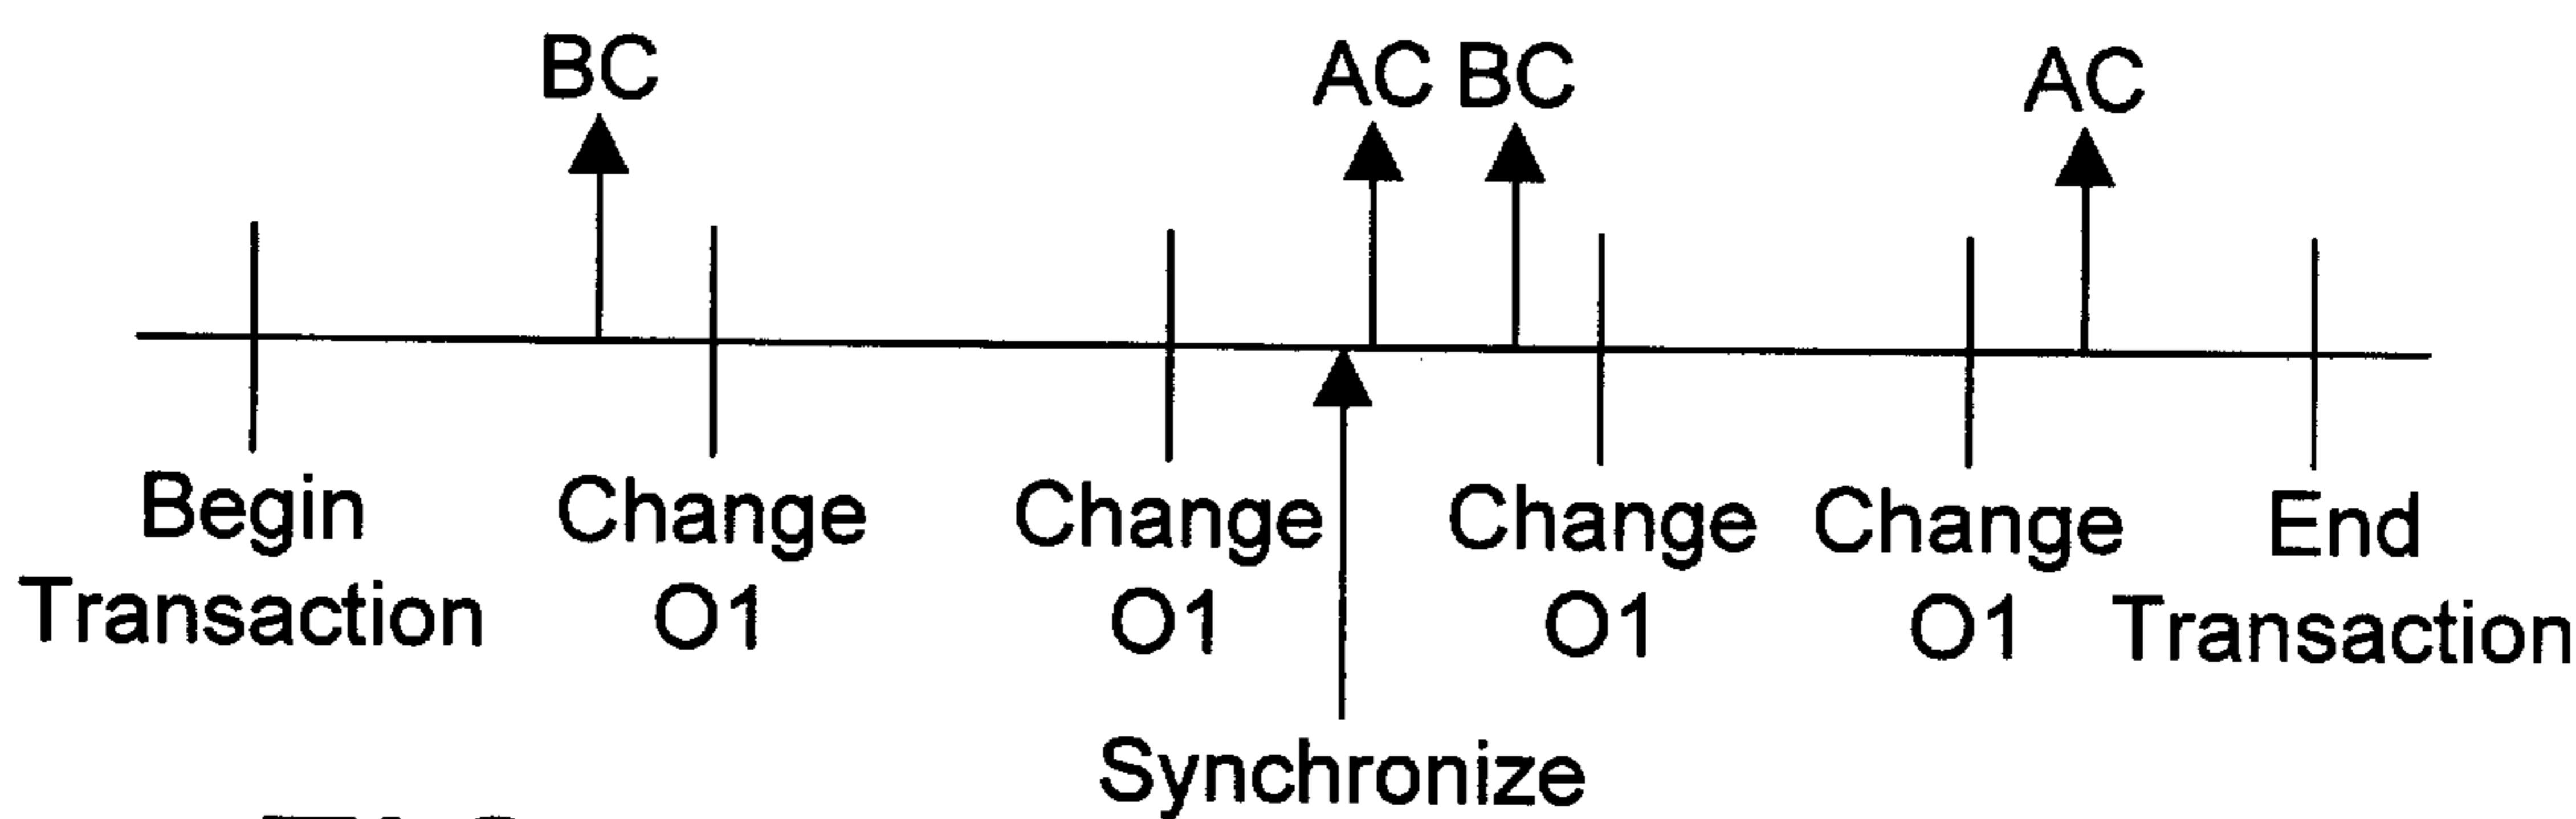 BC
AC BC
AC
Begin
Transaction
Change
O1
Change
O1
Change
O1
Change
O1
End
Transaction
Synchronize